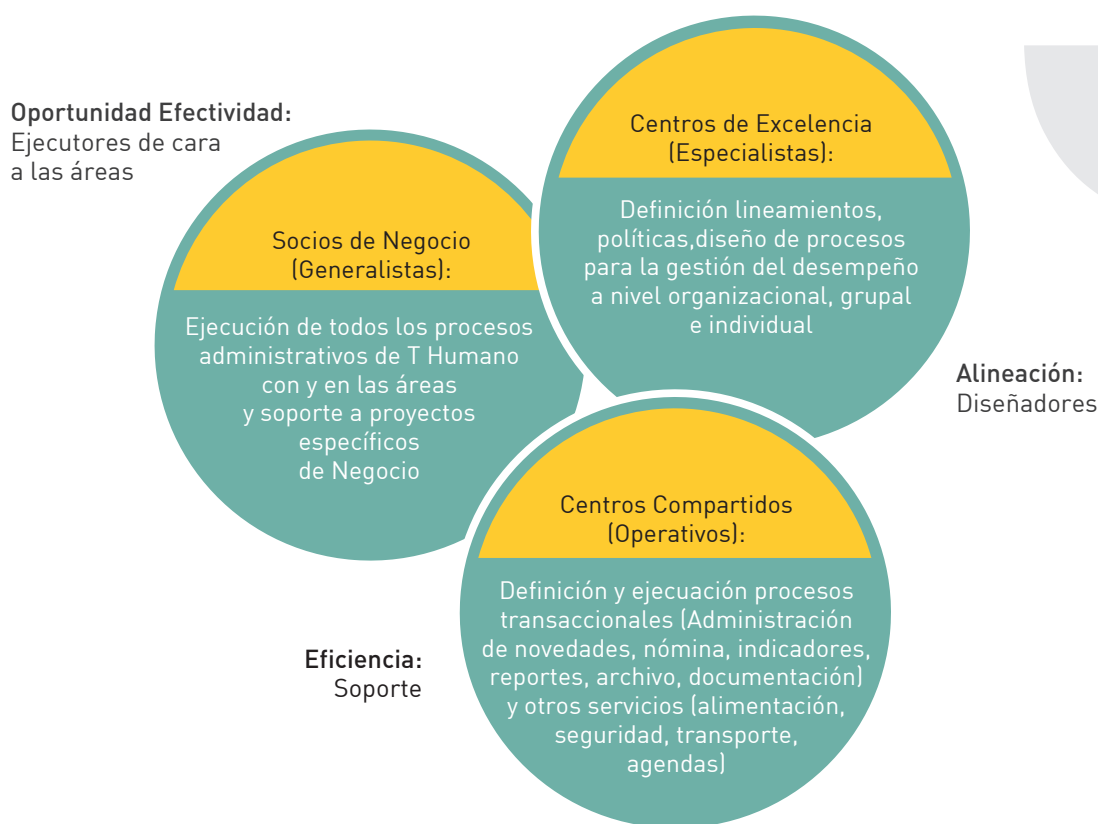 Oportunidad Efectividad:
Ejecutores de cara
a las áreas
Socios de Negocio
(Generalistas):
Ejecución de todos los procesos
administrativos de T Humano
con y en las áreas
y soporte a proyectos
específicos
de Negocio
Centros de Excelencia
(Especialistas):
Definición lineamientos,
políticas,diseño de procesos
para la gestión del desempeño
a nivel organizacional, grupal
e individual
Alineación:
Diseñadores
Centros Compartidos
(Operativos):
Definición y ejecuación procesos
transaccionales (Administración
de novedades, nómina, indicadores,
reportes, archivo, documentación)
y otros servicios (alimentación,
seguridad, transporte,
agendas)
Eficiencia:
Soporte